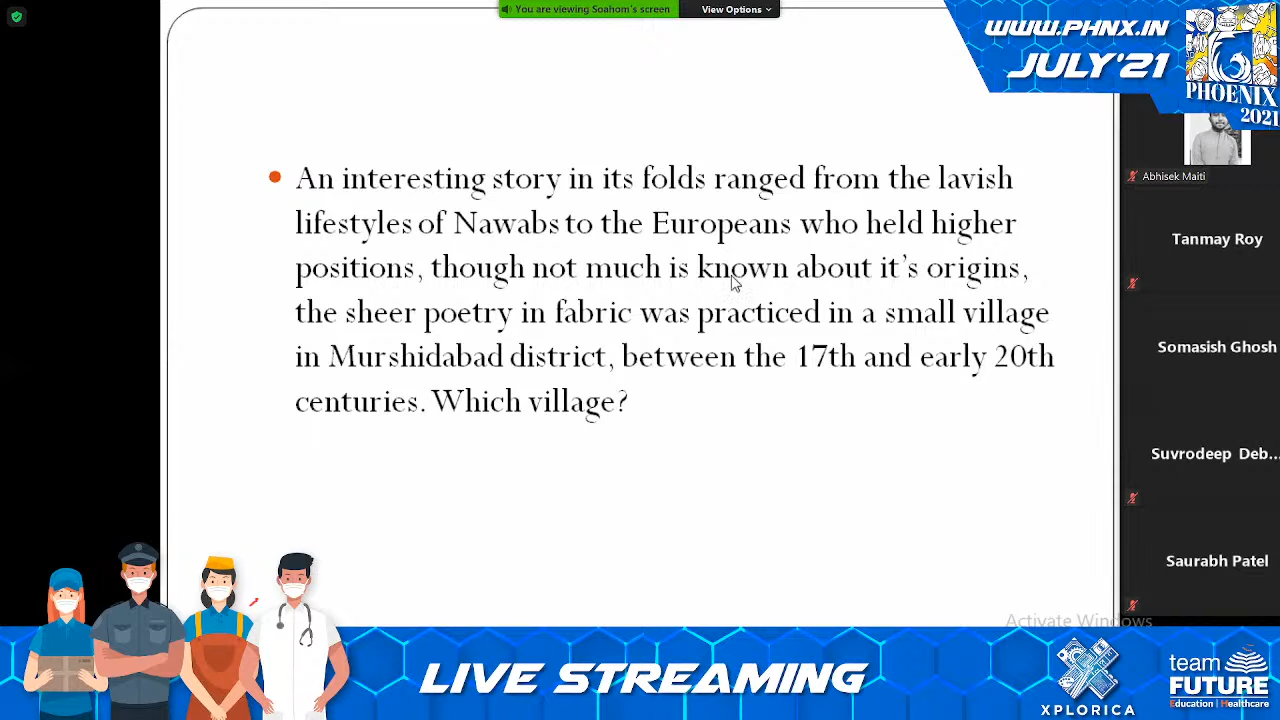 You are viewing Soahom's screen
View Options
WWW.PHNX.IN
JULY'21
PHOENIX
2021
An interesting story in its folds ranged from the lavish
lifestyles of Nawabs to the Europeans who held higher
positions, though not much is known about it's origins,
the sheer poetry in fabric was practiced in a small village
in Murshidabad district, between the 17th and early 20th
centuries. Which village?
Abhisek Maiti
Tanmay Roy
Somasish Ghosh
Suvrodeep Deb...
Saurabh Patel
Activate Windows
LIVE STREAMING
XPLORICA
team
FUTURE
Education | Healthcare